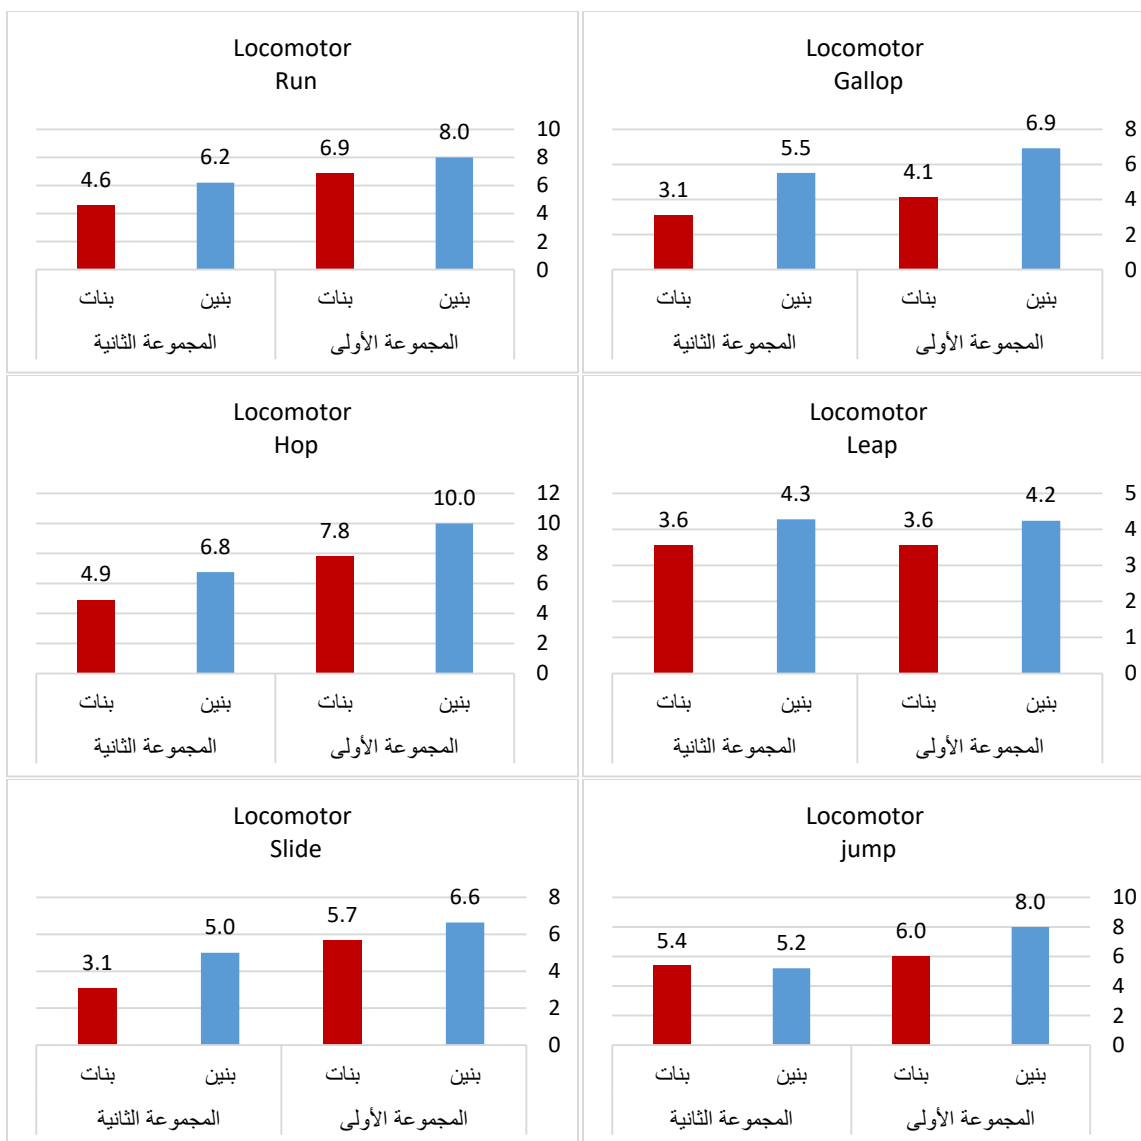 Locomotor
Run
4.6 6.2 6.9 8.0
10
8
6
4
2
0
بنين بنات بنين بنات
المجموعة الأولى المجموعة الثانية
Locomotor
Gallop
3.1 5.5 4.1 6.9
8
6
4
2
0
بنين بنات بنين بنات
المجموعة الأولى المجموعة الثانية
Locomotor
Hop
4.9 6.8 7.8 10.0
12
10
8
6
4
2
0
بنين بنات بنين بنات
المجموعة الأولى المجموعة الثانية
Locomotor
Leap
3.6 4.3 3.6 4.2
5
4
3
2
1
0
بنين بنات بنين بنات
المجموعة الأولى المجموعة الثانية
Locomotor
Slide
3.1 5.0 5.7 6.6
8
6
4
2
0
بنين بنات بنين بنات
المجموعة الأولى المجموعة الثانية
Locomotor
jump
5.4 5.2 6.0 8.0
10
8
6
4
2
0
بنين بنات بنين بنات
المجموعة الأولى المجموعة الثانية